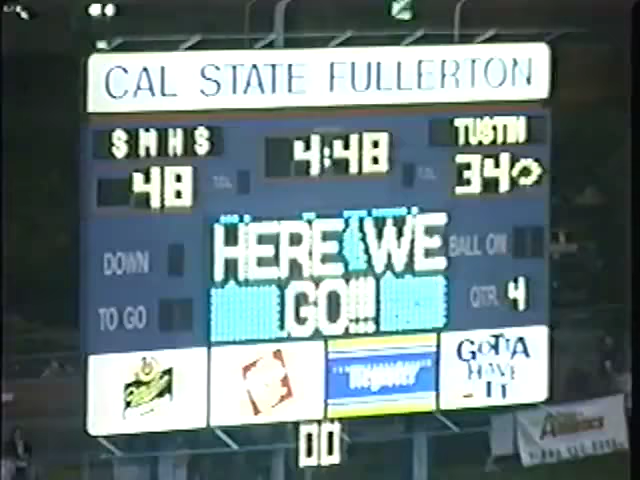 CAL STATE FULLERTON
SMHS 4:48 TUSTIN
48 34
HERE WE
GO!!!
DOWN
TO GO
BALL ON
QTR 4
GOTTA
HAVE
IT
00